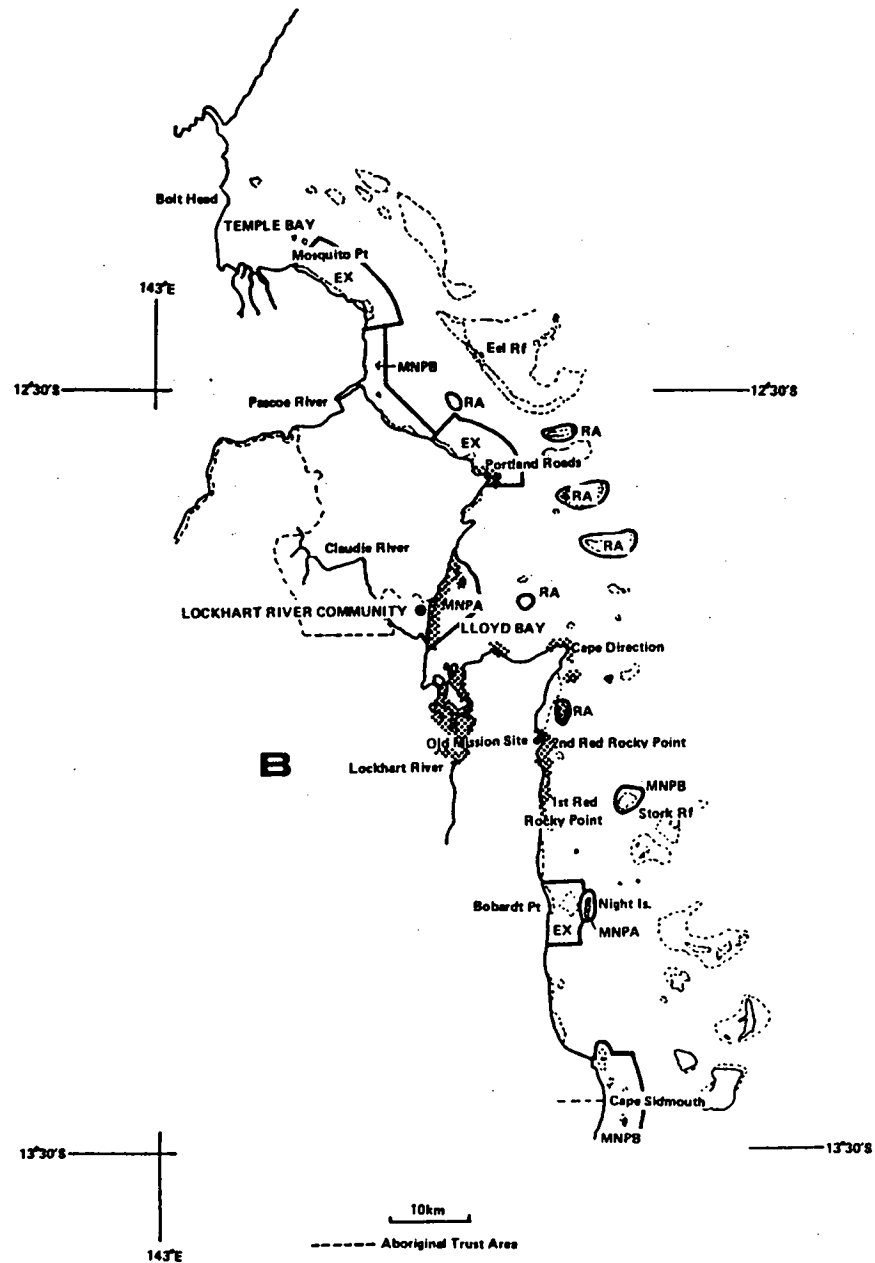 Bolt Head
TEMPLE BAY
Mosquito Pt
EX
143°E
Eel Rf
MNPB
12°30'S
12°30'S
Pascoe River
RA
EX
RA
Portland Roads
RA
RA
Claudie River
RA
LOCKHART RIVER COMMUNITY
MNPA
LLOYD BAY
Cape Direction
RA
Old Mission Site
2nd Red Rocky Point
B
Lockhart River
MNPB
1st Red
Rocky Point
Stork Rf
Bobardt Pt
Night Is.
EX
MNPA
Cape Sidmouth
MNPB
13°30'S
13°30'S
10km
Aboriginal Trust Area
143°E